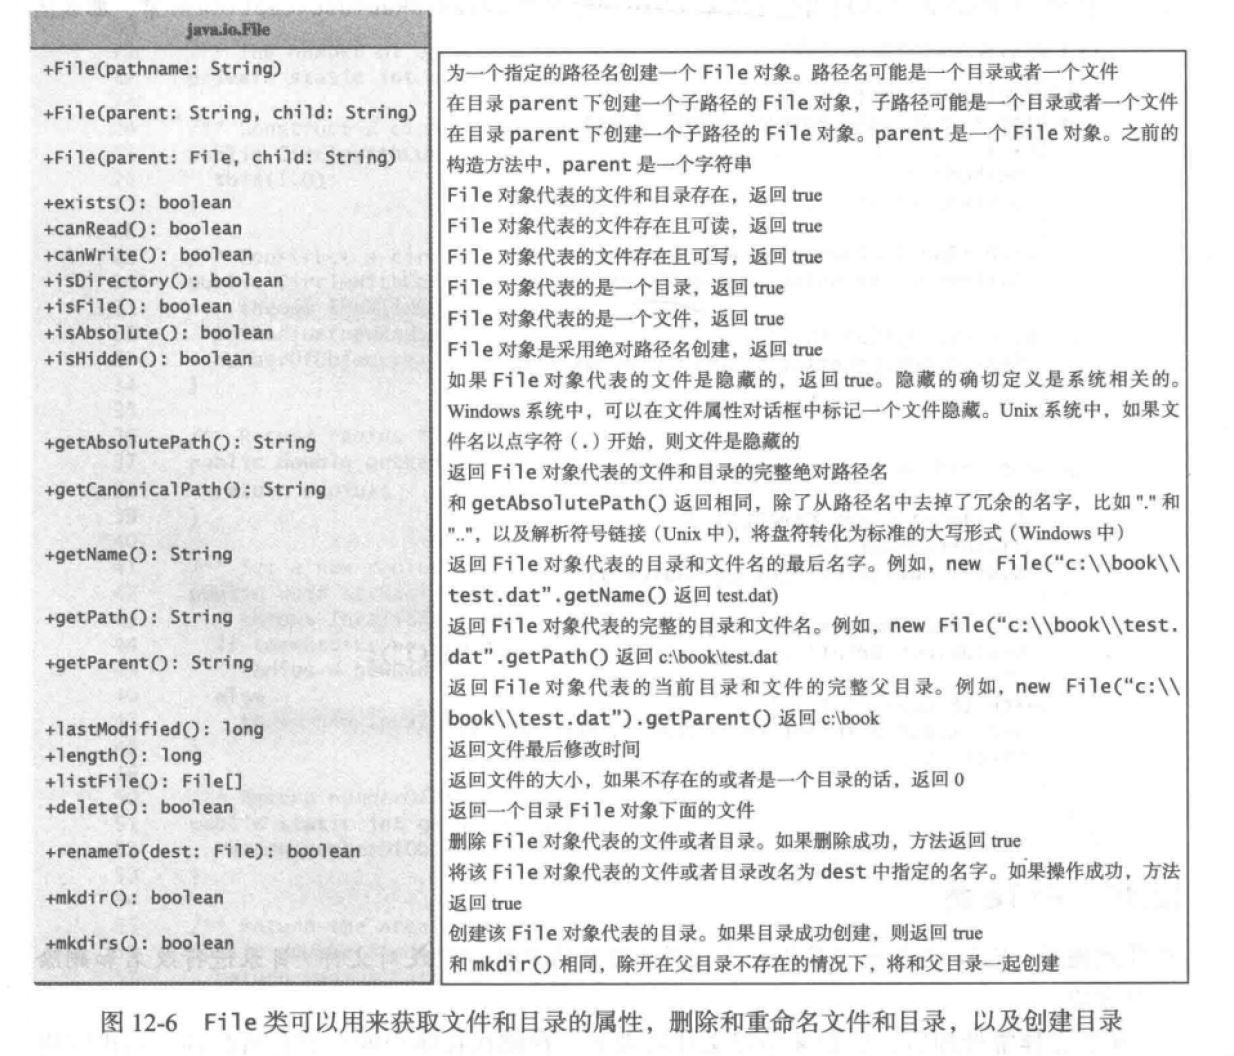 java.io.File
+File(pathname: String)
+File(parent: String, child: String)
+File(parent: File, child: String)
+exists(): boolean
+canRead(): boolean
+canWrite(): boolean
+isDirectory(): boolean
+isFile(): boolean
+isAbsolute(): boolean
+isHidden(): boolean
+getAbsolutePath(): String
+getCanonicalPath(): String
+getName(): String
+getPath(): String
+getParent(): String
+lastModified(): long
+length(): long
+listFile(): File[]
+delete(): boolean
+renameTo(dest: File): boolean
+mkdir(): boolean
+mkdirs(): boolean
为一个指定的路径名创建一个 File 对象。路径名可能是一个目录或者一个文件
在目录 parent 下创建一个子路径的 File 对象，子路径可能是一个目录或者一个文件
在目录 parent 下创建一个子路径的 File 对象。parent 是一个 File 对象。之前的
构造方法中，parent 是一个字符串
File 对象代表的文件和目录存在，返回 true
File 对象代表的文件存在且可读，返回 true
File 对象代表的文件存在且可写，返回 true
File 对象代表的是一个目录，返回 true
File 对象代表的是一个文件，返回 true
File 对象是采用绝对路径名创建，返回 true
如果 File 对象代表的文件是隐藏的，返回 true。隐藏的确切定义是系统相关的。
Windows 系统中，可以在文件属性对话框中标记一个文件隐藏。Unix 系统中，如果文
件名以点字符（.）开始，则文件是隐藏的
返回 File 对象代表的文件和目录的完整绝对路径名
和 getAbsolutePath() 返回相同，除了从路径名中去掉了冗余的名字，比如 "." 和
".."，以及解析符号链接（Unix 中），将盘符转化为标准的大写形式（Windows 中）
返回 File 对象代表的目录和文件名的最后名字。例如，new File(“c:\\book\\
test.dat”.getName() 返回 test.dat)
返回 File 对象代表的完整的目录和文件名。例如，new File(“c:\\book\\test.
dat”.getPath() 返回 c:\book\test.dat
返回 File 对象代表的当前目录和文件的完整父目录。例如，new File(“c:\\
book\\test.dat”).getParent() 返回 c:\book
返回文件最后修改时间
返回文件的大小，如果不存在的或者是一个目录的话，返回 0
返回一个目录 File 对象下面的文件
删除 File 对象代表的文件或者目录。如果删除成功，方法返回 true
将该 File 对象代表的文件或者目录改名为 dest 中指定的名字。如果操作成功，方法
返回 true
创建该 File 对象代表的目录。如果目录成功创建，则返回 true
和 mkdir() 相同，除开在父目录不存在的情况下，将和父目录一起创建
图 12-6 File 类可以用来获取文件和目录的属性，删除和重命名文件和目录，以及创建目录